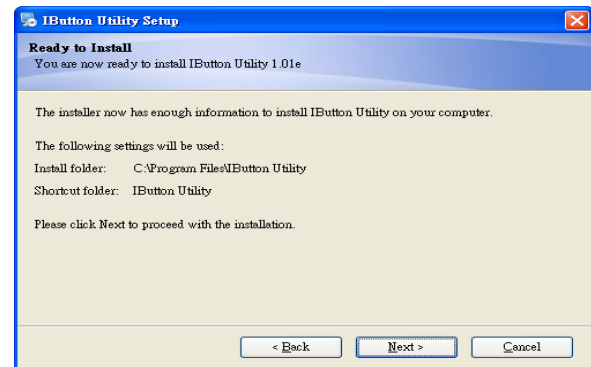 IButton Utility Setup
Ready to Install
You are now ready to install IButton Utility 1.01e
The installer now has enough information to install IButton Utility on your computer.
The following settings will be used:
Install folder: C:\Program Files\IButton Utility
Shortcut folder: IButton Utility
Please click Next to proceed with the installation.
< Back Next > Cancel